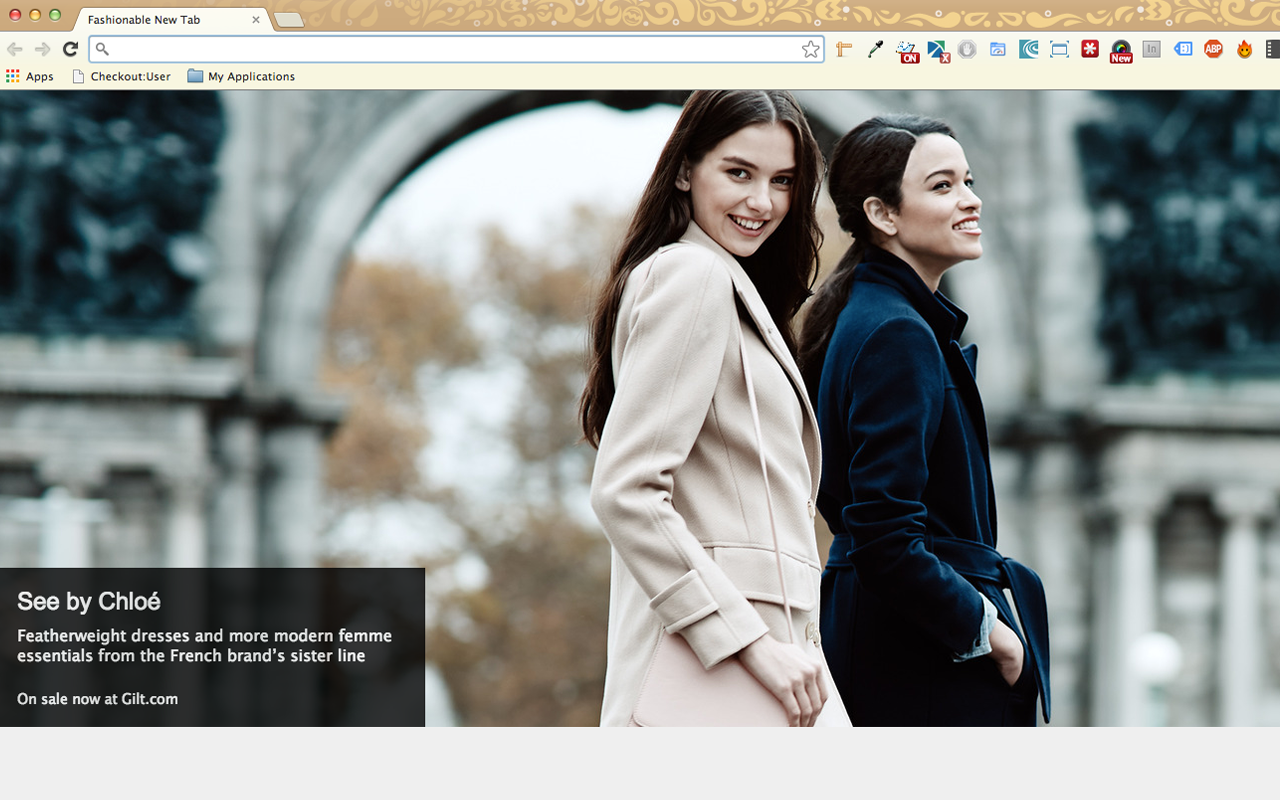 Fashionable New Tab
ON
X
New
in
ABP
Apps
Checkout:User
My Applications
See by Chloé
Featherweight dresses and more modern femme
essentials from the French brand's sister line
On sale now at Gilt.com